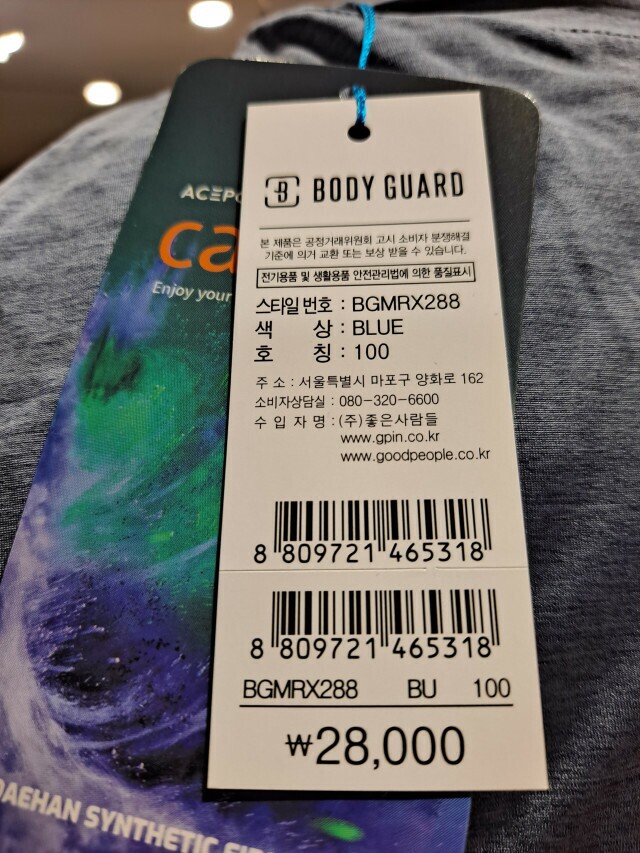 BODY GUARD
본 제품은 공정거래위원회 고시 소비자 분쟁해결
기준에 의거 교환 또는 보상 받을 수 있습니다.
전기용품 및 생활용품 안전관리법에 의한 품질표시
스타일 번호 : BGMRX288
색 상 : BLUE
호 칭 : 100
주 소 : 서울특별시 마포구 양화로 162
소비자상담실 : 080-320-6600
수 입 자 명 : (주)좋은사람들
www.gpin.co.kr
www.goodpeople.co.kr
8 809721 465318
8 809721 465318
BGMRX288 BU 100
₩28,000
Enjoy your
DAEHAN SYNTHETIC